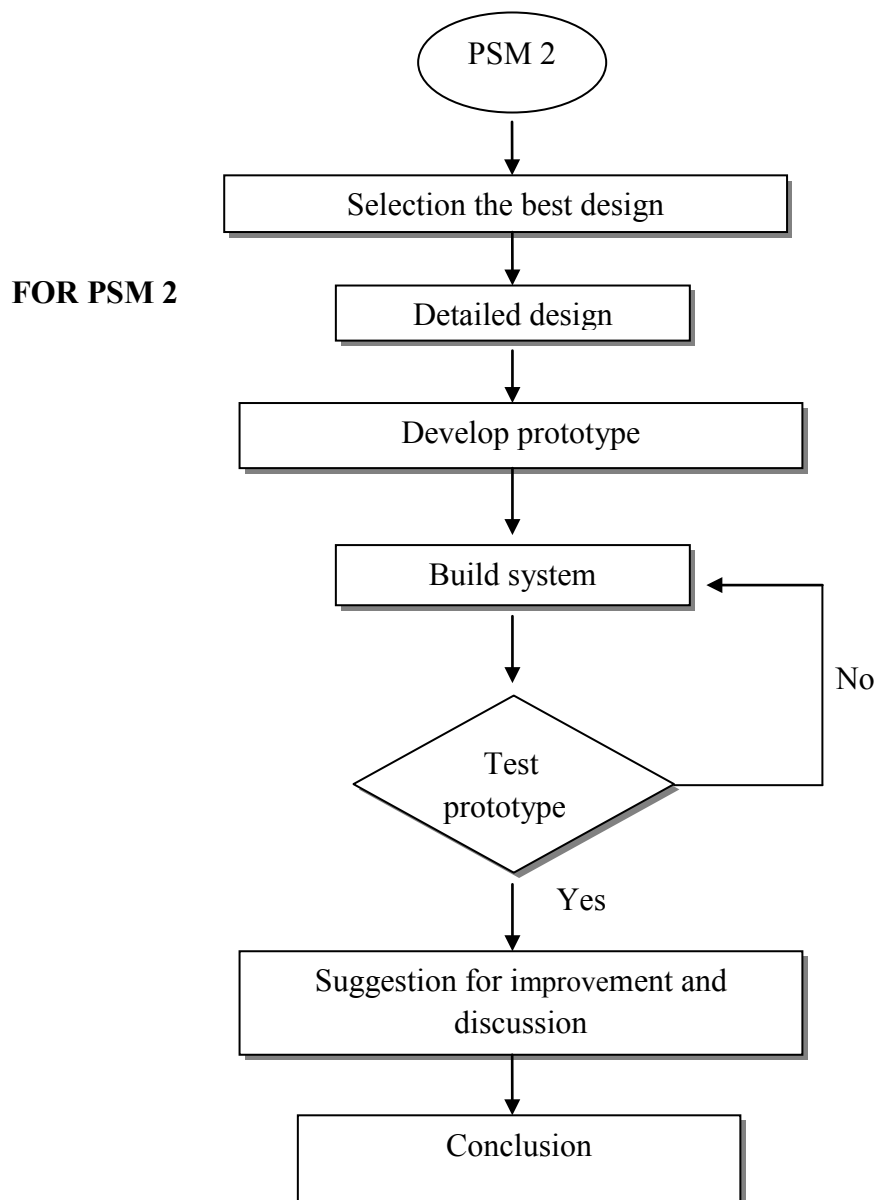 PSM 2
Selection the best design
FOR PSM 2
Detailed design
Develop prototype
Build system
No
Test
prototype
Yes
Suggestion for improvement and
discussion
Conclusion